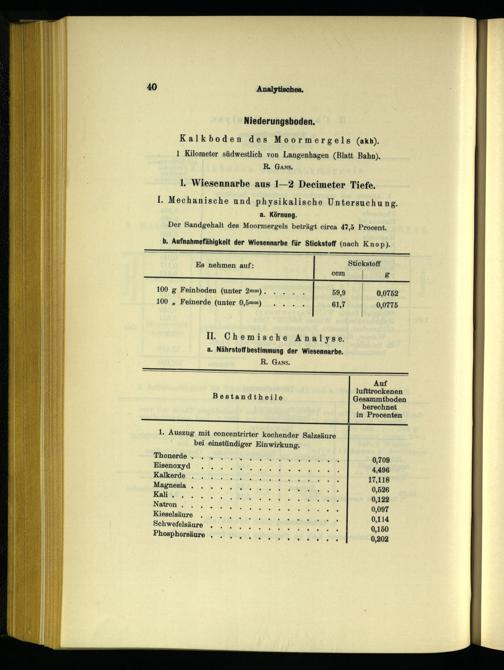 40 Analytisches.
Niederungsboden.
Kalkboden des Moormergels (akh).
1 Kilometer südwestlich von Langenhagen (Blatt Bahn).
R. Gans.
1. Wiesennarbe aus 1—2 Decimeter Tiefe.
I. Mechanische und physikalische Untersuchung.
a. Körnung.
Der Sandgehalt des Moormergels beträgt circa 47,5 Procent.
b. Aufnahmefähigkeit der Wiesennarbe für Stickstoff (nach Knop).
Es nehmen auf: Stickstoff
ccm g
100 g Feinboden (unter 2mm) . . . . . 59,9 0,0752
100 „ Feinerde (unter 0,5mm) . . . . 61,7 0,0775
II. Chemische Analyse.
a. Nährstoffbestimmung der Wiesennarbe.
R. Gans.
Bestandtheile
Auf
lufttrockenen
Gesammtboden
berechnet
in Procenten
1. Auszug mit concentrirter kochender Salzsäure
bei einstündiger Einwirkung.
Thonerde . . . . . . . . . . . . . . . 0,709
Eisenoxyd . . . . . . . . . . . . . . 4,496
Kalkerde . . . . . . . . . . . . . . . 17,118
Magnesia . . . . . . . . . . . . . . . 0,526
Kali . . . . . . . . . . . . . . . . . 0,122
Natron . . . . . . . . . . . . . . . . 0,097
Kieselsäure . . . . . . . . . . . . . 0,114
Schwefelsäure . . . . . . . . . . . . 0,150
Phosphorsäure . . . . . . . . . . . . 0,202